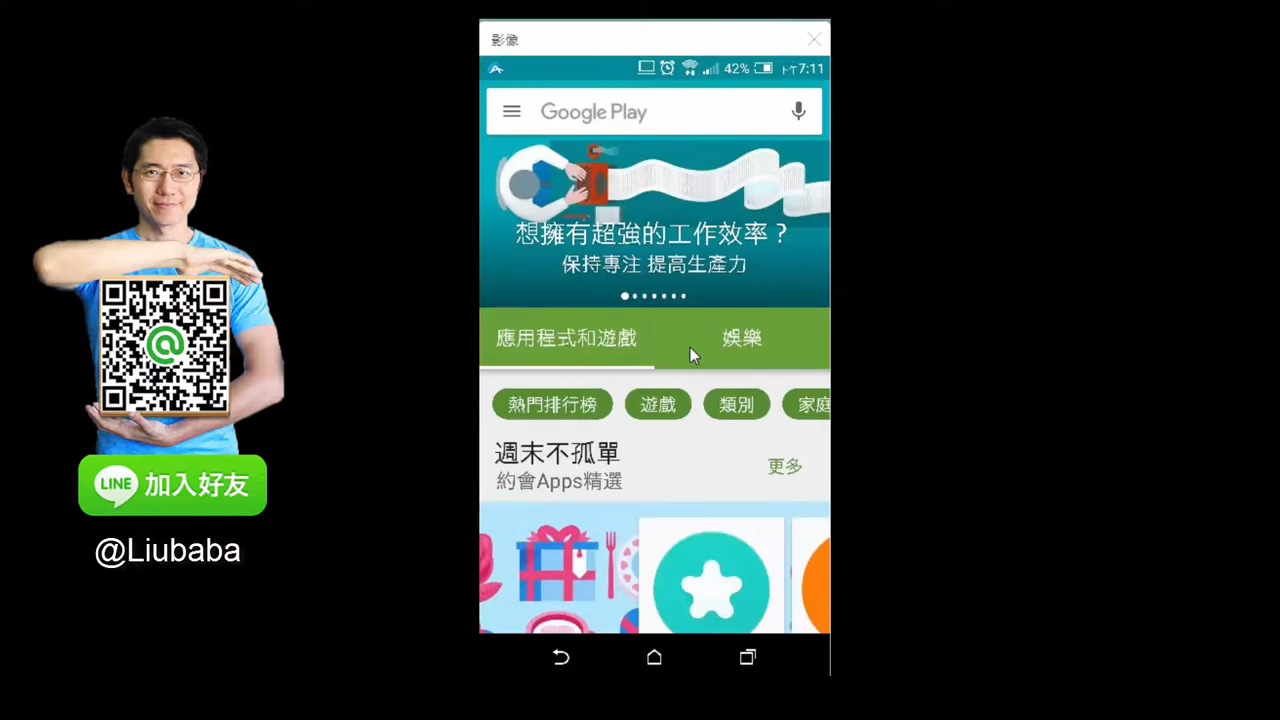 影像
42% 下午7:11
Google Play
想擁有超強的工作效率？
保持專注 提高生產力
應用程式和遊戲
娛樂
熱門排行榜
遊戲
類別
家庭
週末不孤單
約會Apps精選
更多
LINE 加入好友
@Liubaba